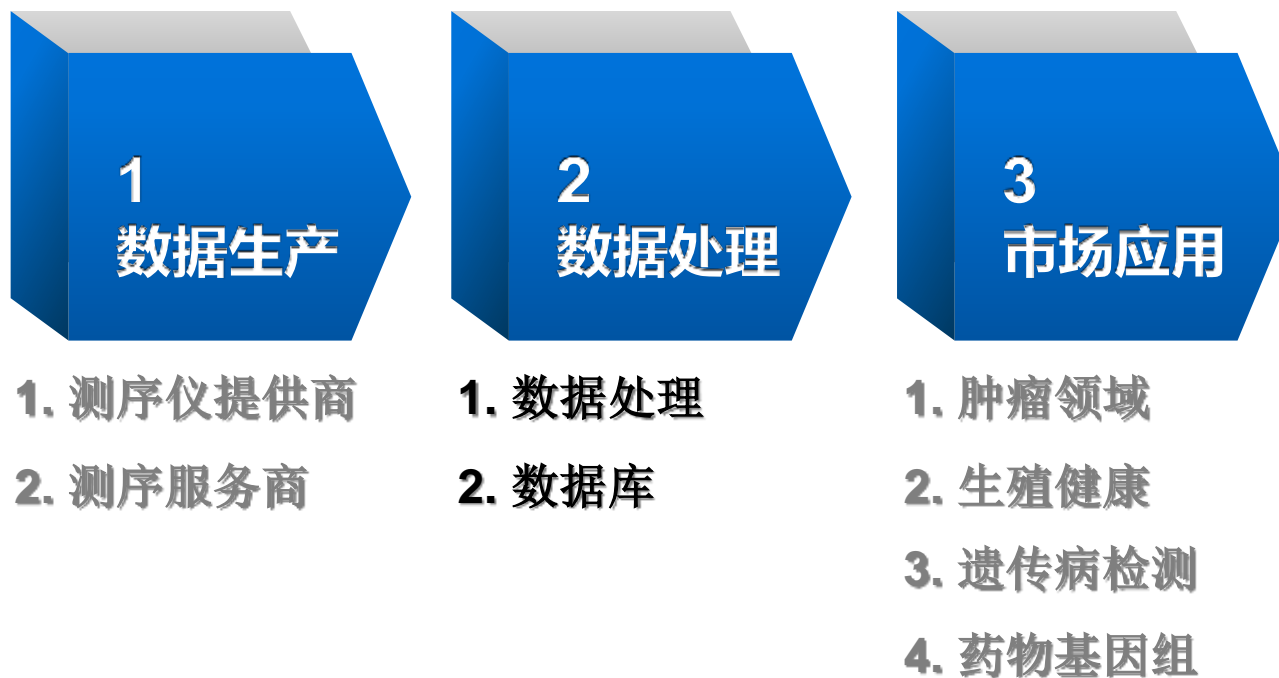 1
数据生产
2
数据处理
3
市场应用
1. 测序仪提供商
2. 测序服务商
1. 数据处理
2. 数据库
1. 肿瘤领域
2. 生殖健康
3. 遗传病检测
4. 药物基因组